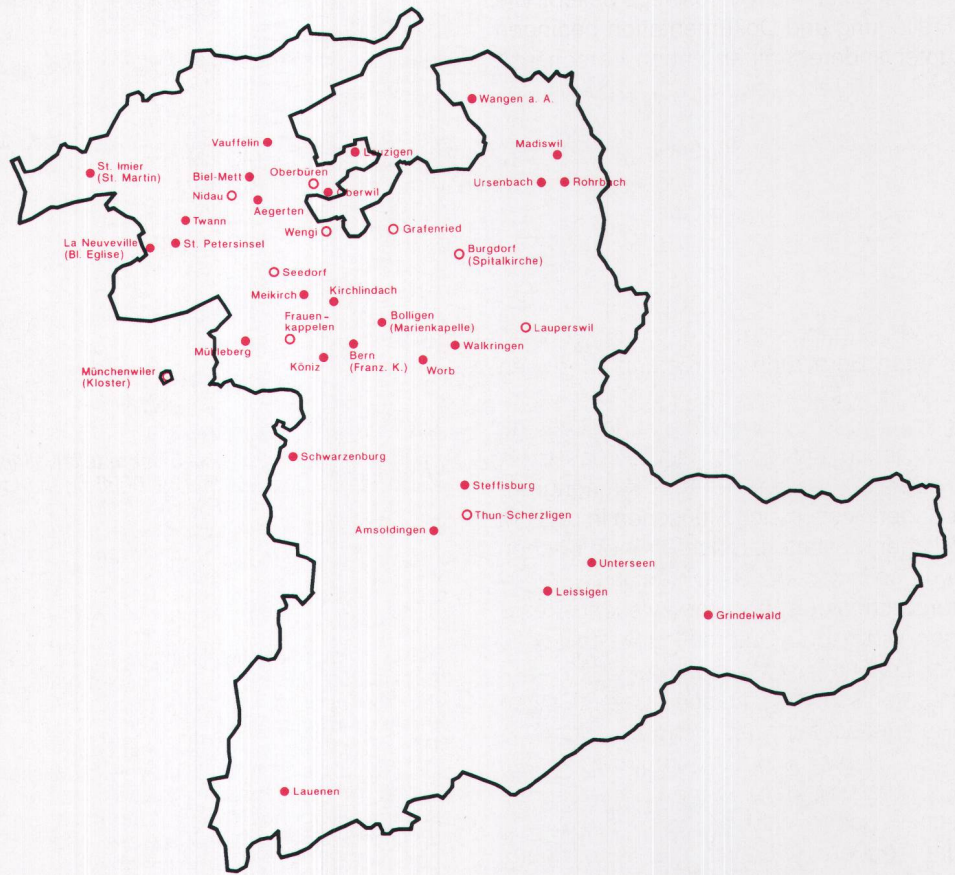 Wangen a. A.
Vauffelin
Leuzigen
Madiswil
St. Imier
(St. Martin)
Biel-Mett
Oberbüren
Ursenbach
Rohrbach
Nidau
Oberwil
Aegerten
Twann
Wengi
Grafenried
La Neuveville
(Bl. Eglise)
St. Petersinsel
Burgdorf
(Spitalkirche)
Seedorf
Meikirch
Kirchlindach
Frauen-
kappelen
Bolligen
(Marienkapelle)
Lauperswil
Mühleberg
Köniz
Bern
(Franz. K.)
Walkringen
Worb
Münchenwiler
(Kloster)
Schwarzenburg
Steffisburg
Thun-Scherzligen
Amsoldingen
Unterseen
Leissigen
Grindelwald
Lauenen